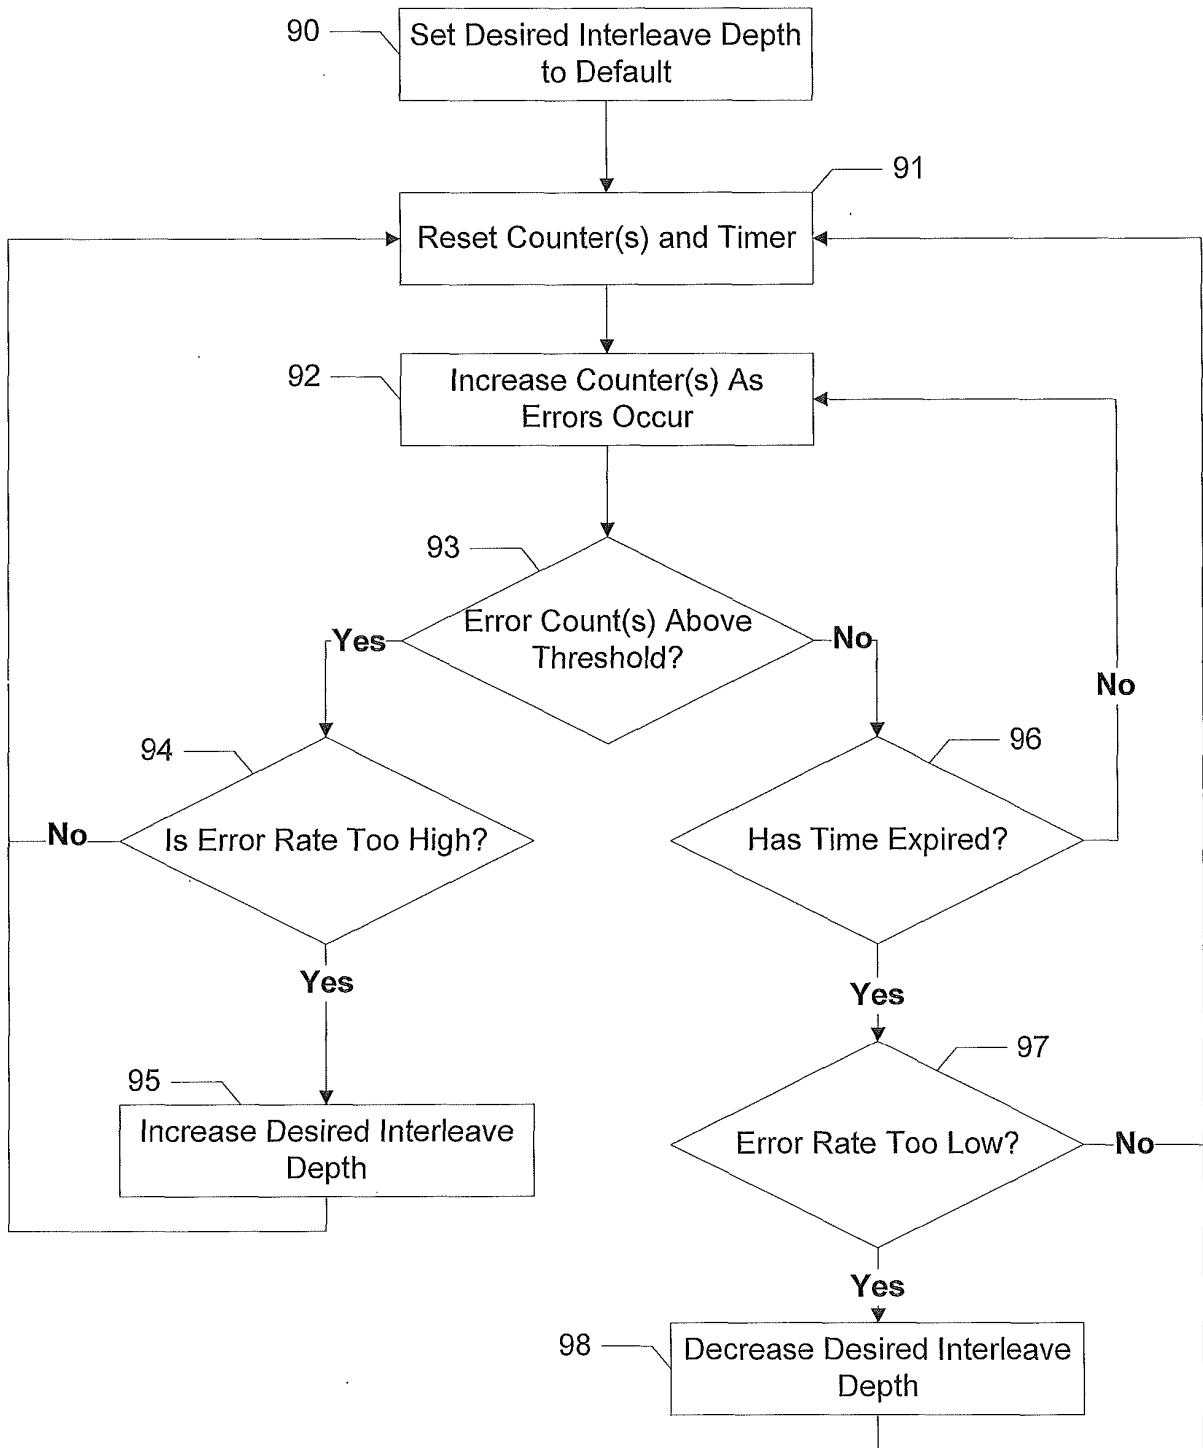 90
Set Desired Interleave Depth
to Default
91
Reset Counter(s) and Timer
92
Increase Counter(s) As
Errors Occur
93
Error Count(s) Above
Threshold?
Yes
No
No
94
Is Error Rate Too High?
No
Yes
96
Has Time Expired?
Yes
95
Increase Desired Interleave
Depth
97
Error Rate Too Low?
No
Yes
98
Decrease Desired Interleave
Depth